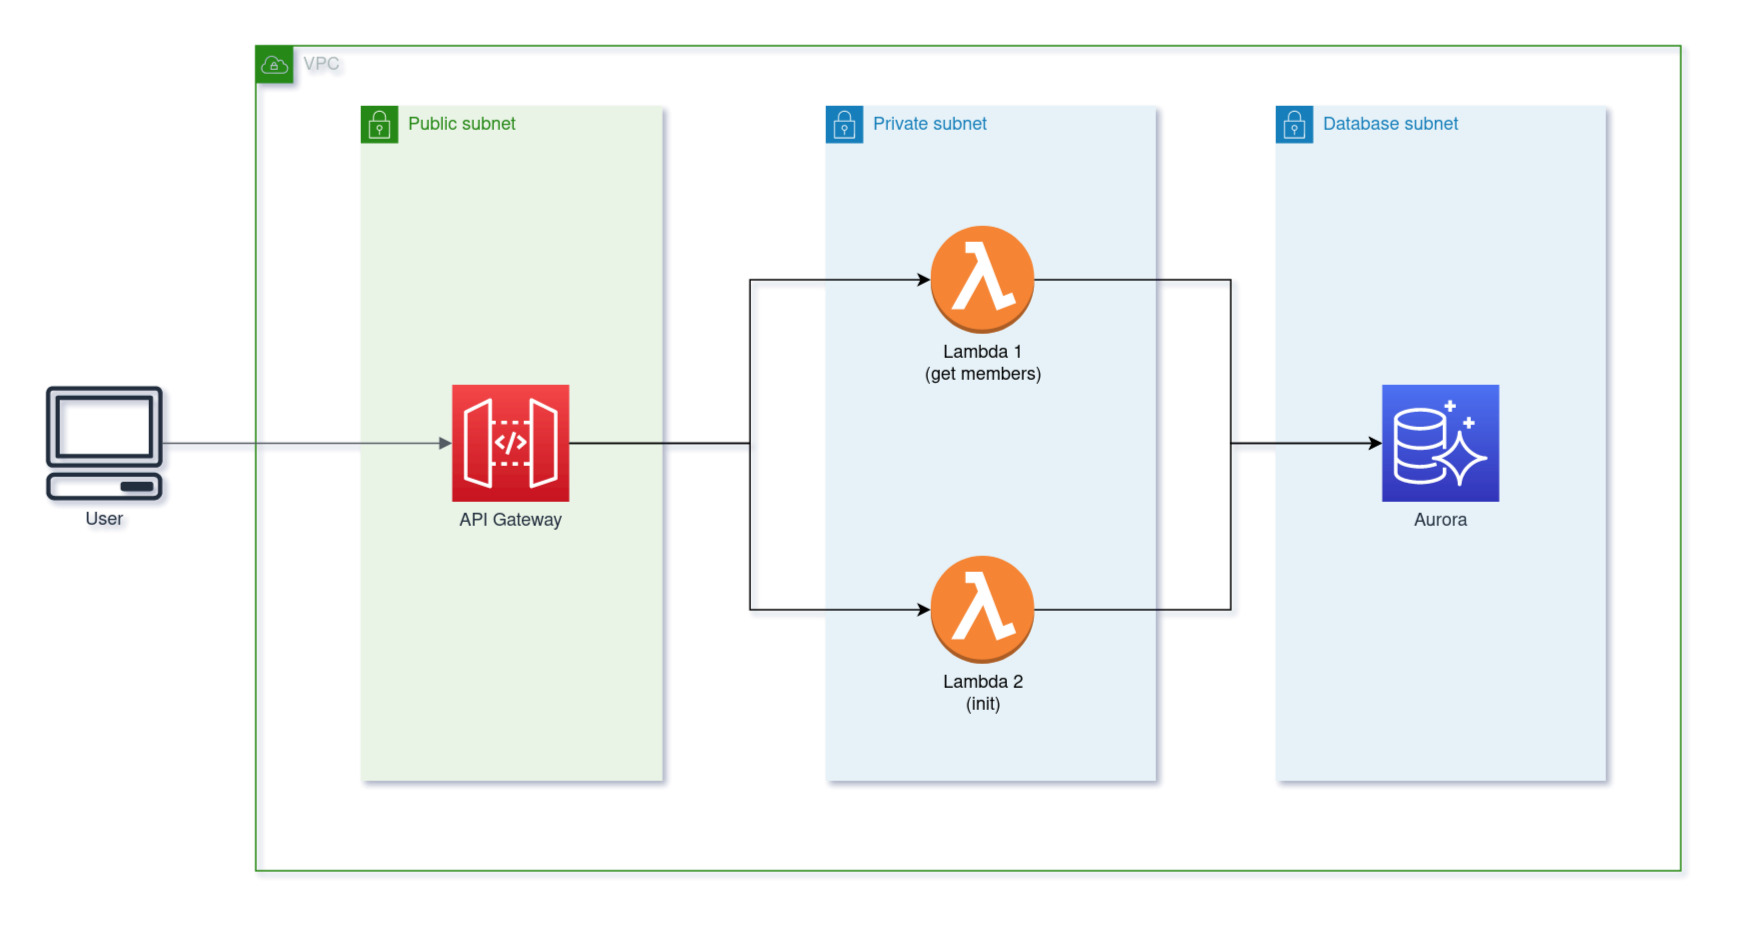 VPC
Public subnet
Private subnet
Database subnet
Lambda 1
(get members)
</>
User
API Gateway
Aurora
Lambda 2
(init)